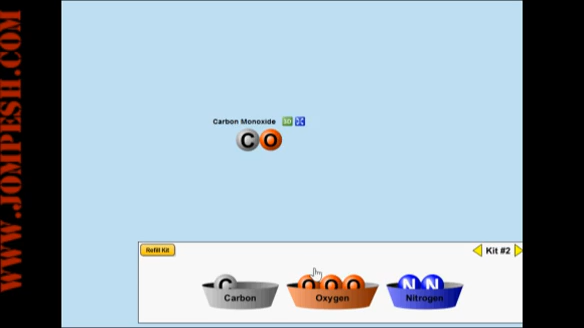 WWW.JOMPESH.COM
Carbon Monoxide 3D
C O
Refill Kit
Kit #2
C
O O O
N N
Carbon
Oxygen
Nitrogen